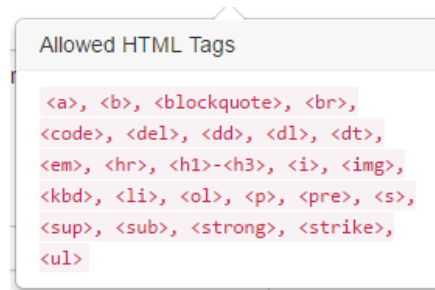 Allowed HTML Tags
<a>, <b>, <blockquote>, <br>,
<code>, <del>, <dd>, <dl>, <dt>,
<em>, <hr>, <h1>-<h3>, <i>, <img>,
<kbd>, <li>, <ol>, <p>, <pre>, <s>,
<sup>, <sub>, <strong>, <strike>,
<ul>